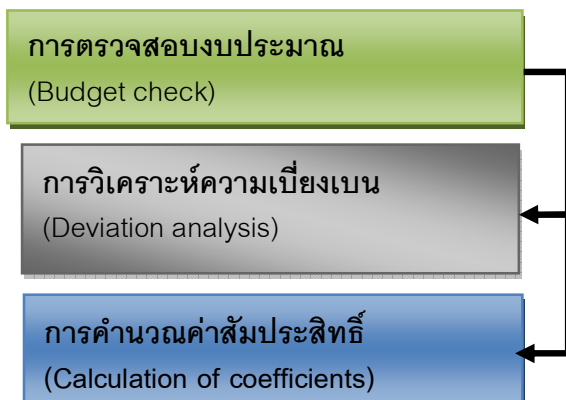 การตรวจสอบงบประมาณ
(Budget check)
การวิเคราะห์ความเบี่ยงเบน
(Deviation analysis)
การคำนวณค่าสัมประสิทธิ์
(Calculation of coefficients)